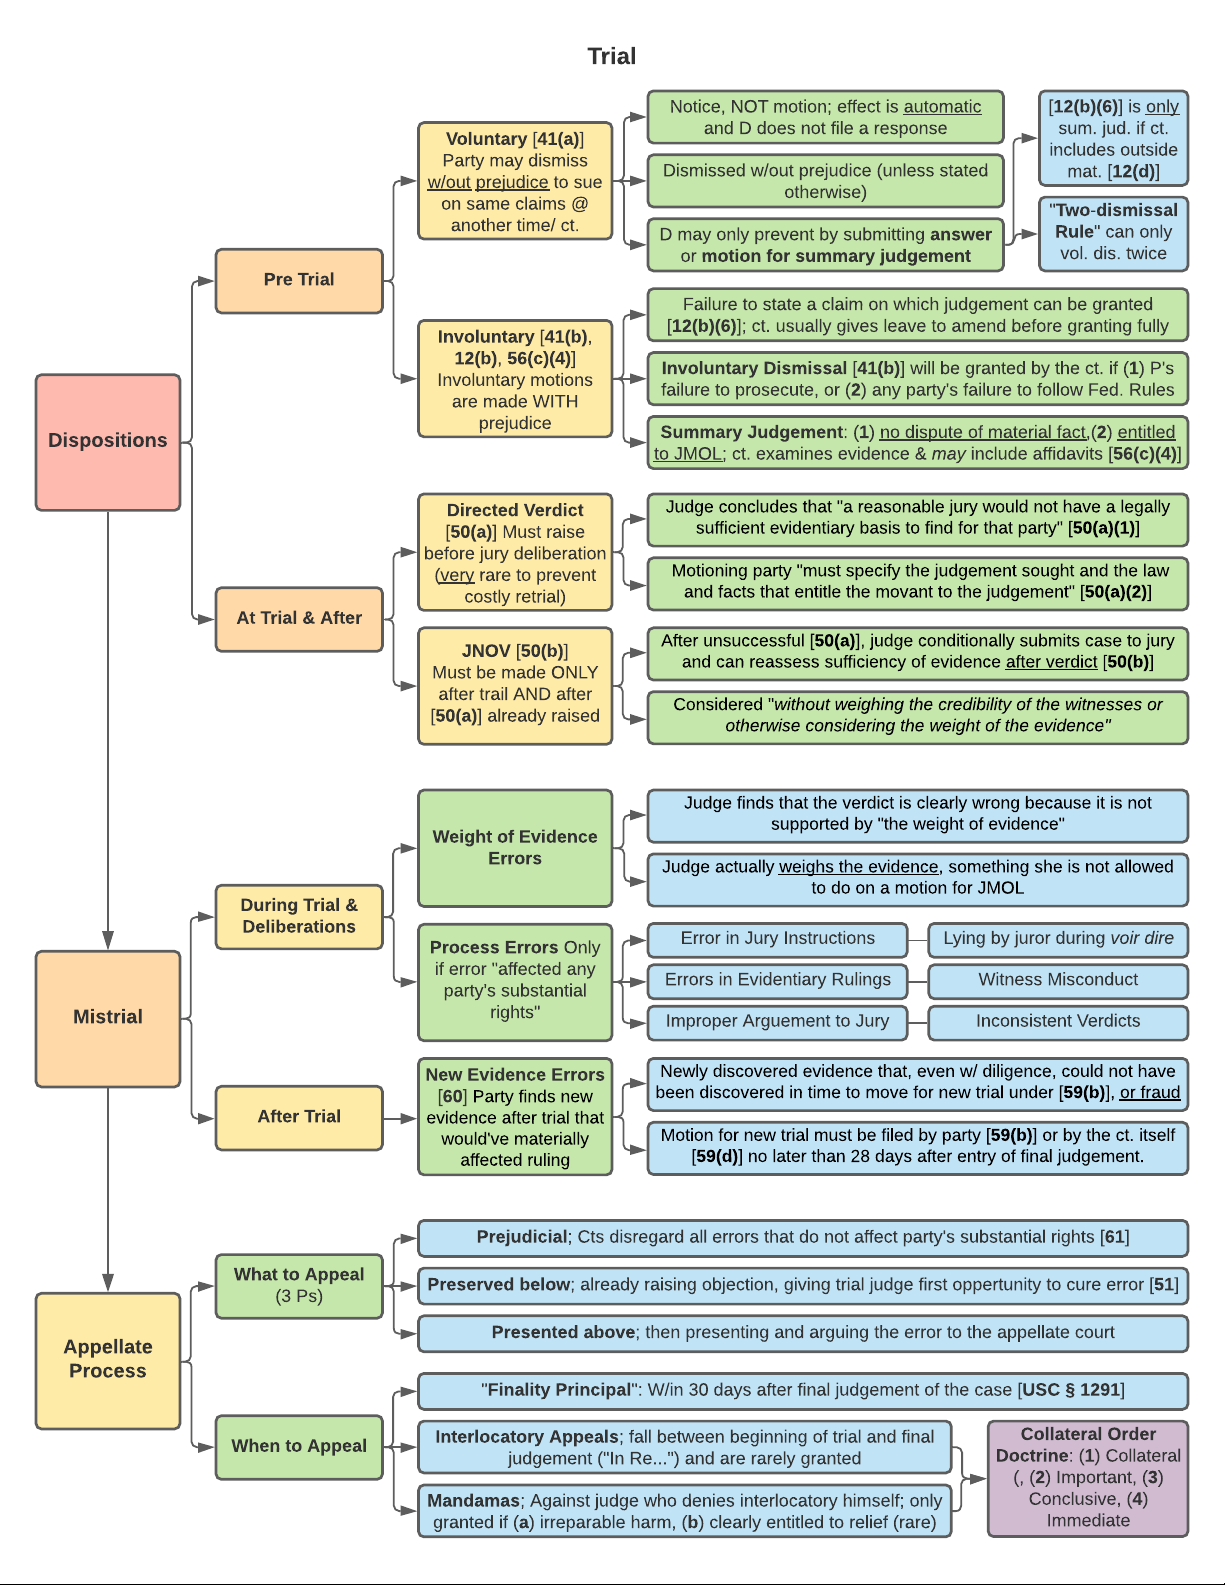 Trial
Notice, NOT motion; effect is automatic
and D does not file a response
[12(b)(6)] is only
sum. jud. if ct.
includes outside
mat. [12(d)]
Voluntary [41(a)]
Party may dismiss
w/out prejudice to sue
on same claims @
another time/ ct.
Dismissed w/out prejudice (unless stated
otherwise)
"Two-dismissal
Rule" can only
vol. dis. twice
D may only prevent by submitting answer
or motion for summary judgement
Pre Trial
Failure to state a claim on which judgement can be granted
[12(b)(6)]; ct. usually gives leave to amend before granting fully
Involuntary [41(b),
12(b), 56(c)(4)]
Involuntary motions
are made WITH
prejudice
Involuntary Dismissal [41(b)] will be granted by the ct. if (1) P's
failure to prosecute, or (2) any party's failure to follow Fed. Rules
Summary Judgement: (1) no dispute of material fact,(2) entitled
to JMOL; ct. examines evidence & may include affidavits [56(c)(4)]
Dispositions
Directed Verdict
[50(a)] Must raise
before jury deliberation
(very rare to prevent
costly retrial)
Judge concludes that "a reasonable jury would not have a legally
sufficient evidentiary basis to find for that party" [50(a)(1)]
Motioning party "must specify the judgement sought and the law
and facts that entitle the movant to the judgement" [50(a)(2)]
At Trial & After
JNOV [50(b)]
Must be made ONLY
after trail AND after
[50(a)] already raised
After unsuccessful [50(a)], judge conditionally submits case to jury
and can reassess sufficiency of evidence after verdict [50(b)]
Considered "without weighing the credibility of the witnesses or
otherwise considering the weight of the evidence"
Weight of Evidence
Errors
Judge finds that the verdict is clearly wrong because it is not
supported by "the weight of evidence"
Judge actually weighs the evidence, something she is not allowed
to do on a motion for JMOL
During Trial &
Deliberations
Process Errors Only
if error "affected any
party's substantial
rights"
Error in Jury Instructions
Lying by juror during voir dire
Errors in Evidentiary Rulings
Witness Misconduct
Improper Arguement to Jury
Inconsistent Verdicts
Mistrial
After Trial
New Evidence Errors
[60] Party finds new
evidence after trial that
would've materially
affected ruling
Newly discovered evidence that, even w/ diligence, could not have
been discovered in time to move for new trial under [59(b)], or fraud
Motion for new trial must be filed by party [59(b)] or by the ct. itself
[59(d)] no later than 28 days after entry of final judgement.
What to Appeal
(3 Ps)
Prejudicial; Cts disregard all errors that do not affect party's substantial rights [61]
Preserved below; already raising objection, giving trial judge first oppertunity to cure error [51]
Presented above; then presenting and arguing the error to the appellate court
Appellate
Process
When to Appeal
"Finality Principal": W/in 30 days after final judgement of the case [USC § 1291]
Interlocatory Appeals; fall between beginning of trial and final
judgement ("In Re...") and are rarely granted
Mandamas; Against judge who denies interlocatory himself; only
granted if (a) irreparable harm, (b) clearly entitled to relief (rare)
Collateral Order
Doctrine: (1) Collateral
(, (2) Important, (3)
Conclusive, (4)
Immediate